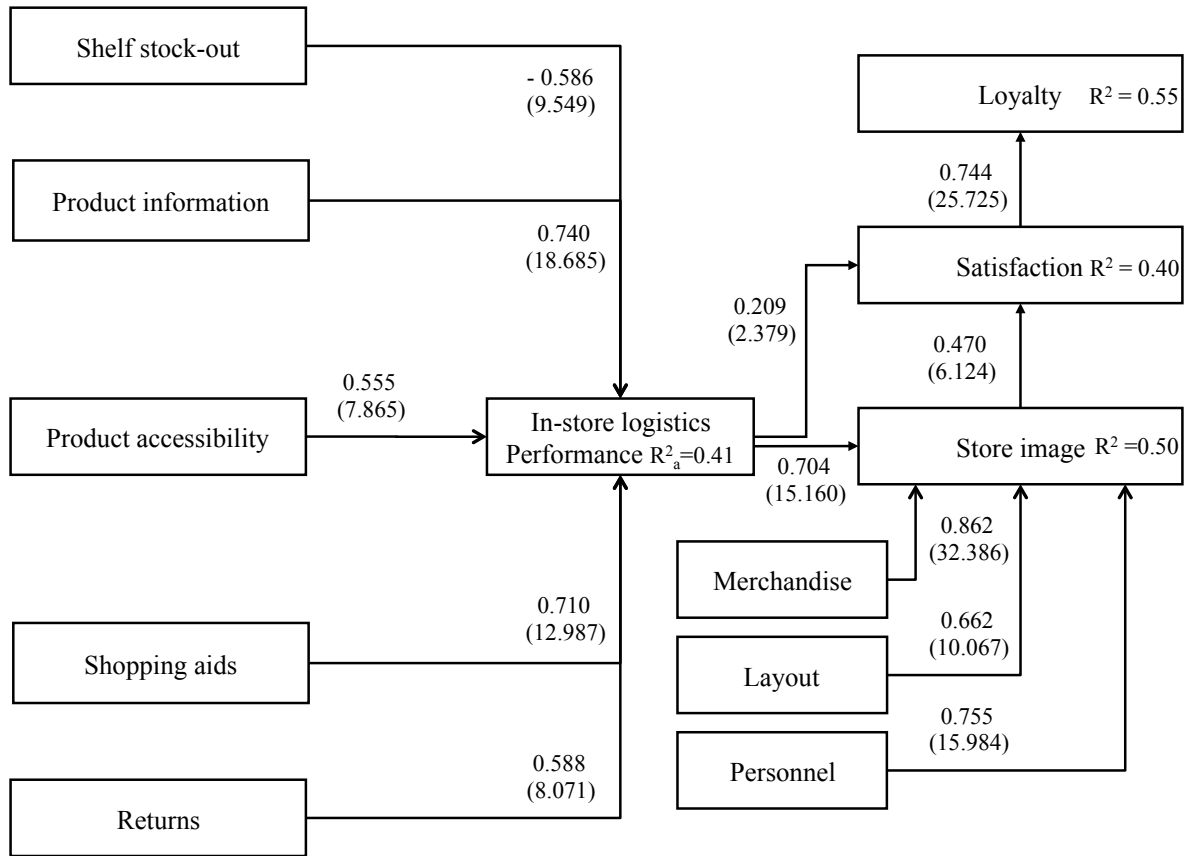 Shelf stock-out
- 0.586
(9.549)
Product information
0.740
(18.685)
Product accessibility
0.555
(7.865)
In-store logistics
Performance R²ₐ=0.41
Shopping aids
0.710
(12.987)
Returns
0.588
(8.071)
Loyalty R² = 0.55
0.744
(25.725)
Satisfaction R² = 0.40
0.209
(2.379)
0.470
(6.124)
Store image R² =0.50
0.704
(15.160)
Merchandise
0.862
(32.386)
Layout
0.662
(10.067)
Personnel
0.755
(15.984)